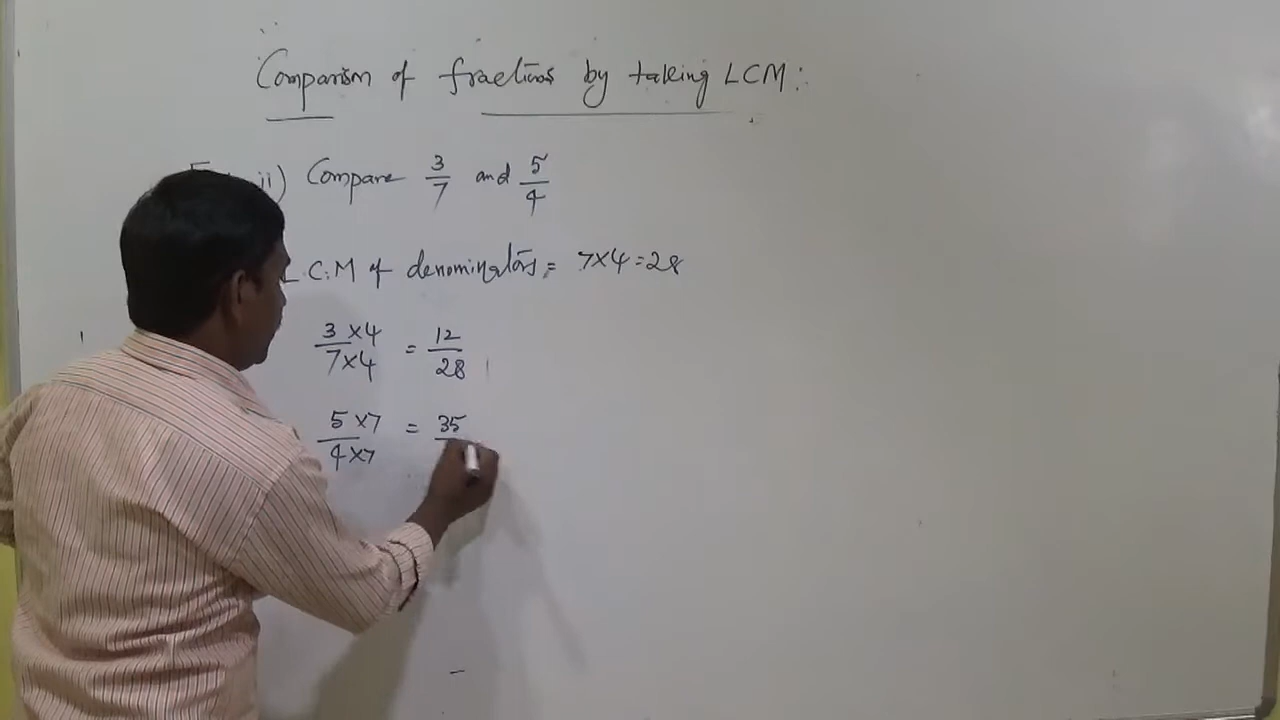 Comparism of fractions by taking LCM:
ii) Compare 3/7 and 5/4
L.C.M of denominators = 7×4=28
3×4/7×4 = 12/28
5×7/4×7 = 35